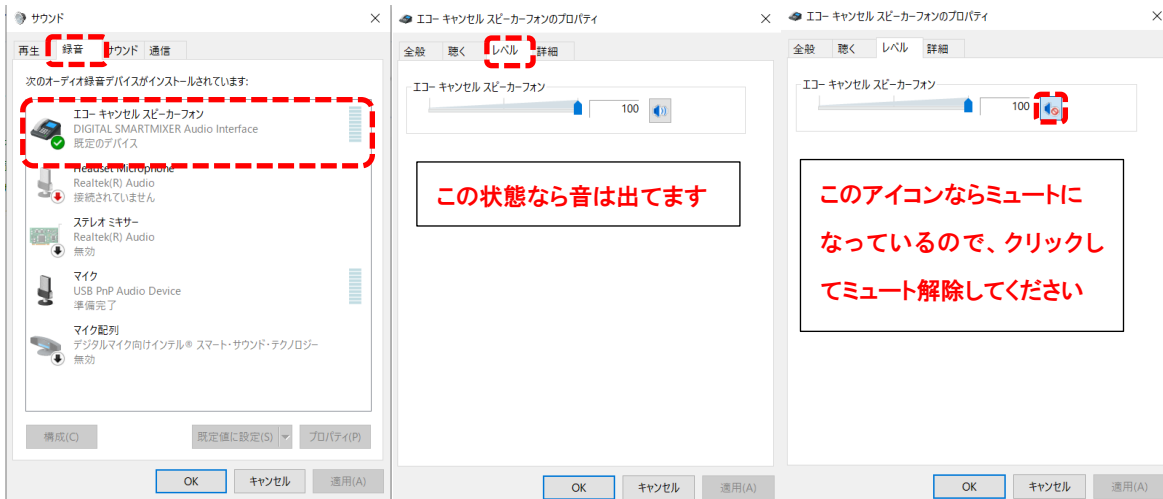 サウンド
再生 録音 サウンド 通信
次のオーディオ録音デバイスがインストールされています:
エコー キャンセル スピーカーフォン
DIGITAL SMARTMIXER Audio Interface
既定のデバイス
Headset Microphone
Realtek(R) Audio
接続されていません
ステレオ ミキサー
Realtek(R) Audio
無効
マイク
USB PnP Audio Device
準備完了
マイク配列
デジタルマイク向けインテル® スマート・サウンド・テクノロジー
無効
構成(C) 既定値に設定(S) プロパティ(P)
OK キャンセル 適用(A)
エコー キャンセル スピーカーフォンのプロパティ
全般 聴く レベル 詳細
エコー キャンセル スピーカーフォン
100
この状態なら音は出てます
OK キャンセル 適用(A)
エコー キャンセル スピーカーフォンのプロパティ
全般 聴く レベル 詳細
エコー キャンセル スピーカーフォン
100
このアイコンならミュートに
なっているので、クリックし
てミュート解除してください
OK キャンセル 適用(A)